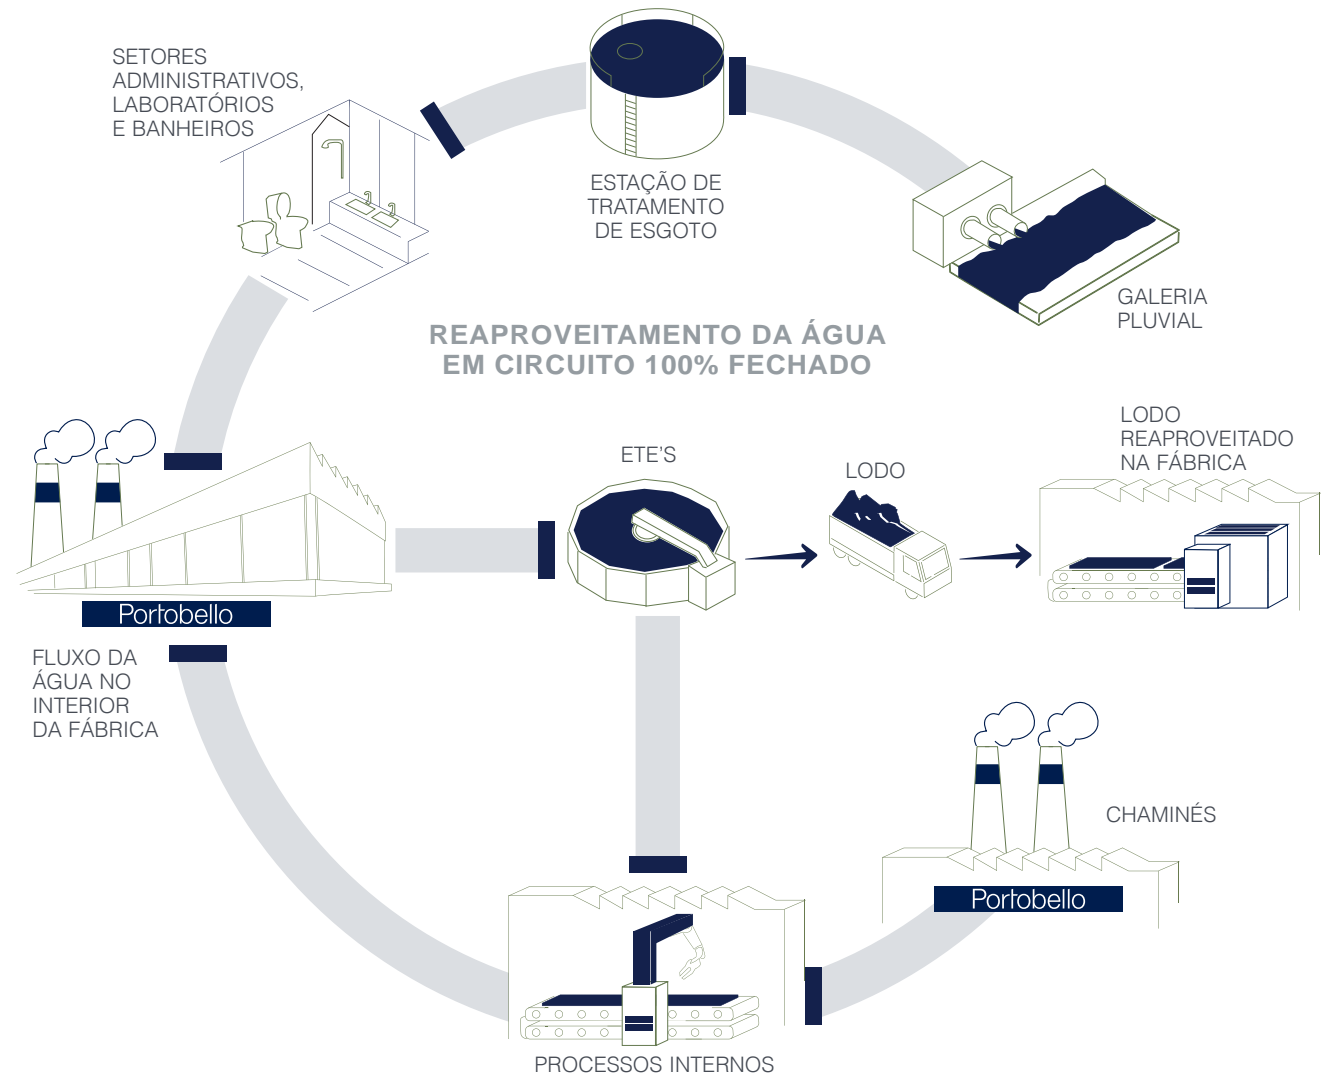 SETORES
ADMINISTRATIVOS,
LABORATÓRIOS
E BANHEIROS
ESTAÇÃO DE
TRATAMENTO
DE ESGOTO
GALERIA
PLUVIAL
REAPROVEITAMENTO DA ÁGUA
EM CIRCUITO 100% FECHADO
ETE'S
LODO
LODO
REAPROVEITADO
NA FÁBRICA
Portobello
FLUXO DA
ÁGUA NO
INTERIOR
DA FÁBRICA
CHAMINÉS
Portobello
PROCESSOS INTERNOS